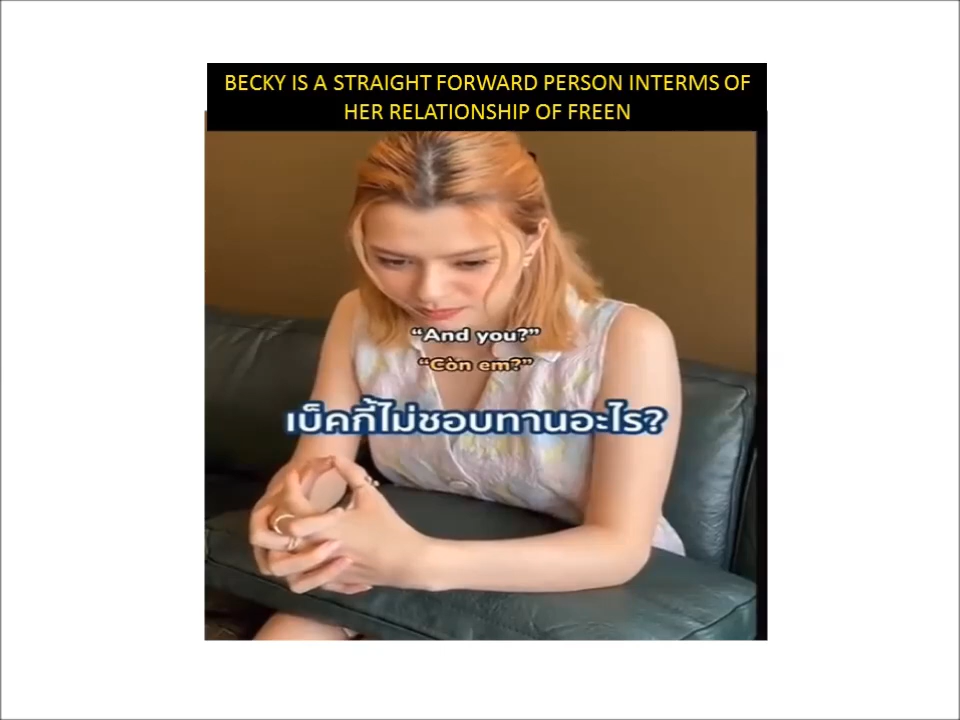 BECKY IS A STRAIGHT FORWARD PERSON INTERMS OF
HER RELATIONSHIP OF FREEN
“And you?”
“Còn em?”
เบ็คกี้ไม่ชอบทานอะไร?